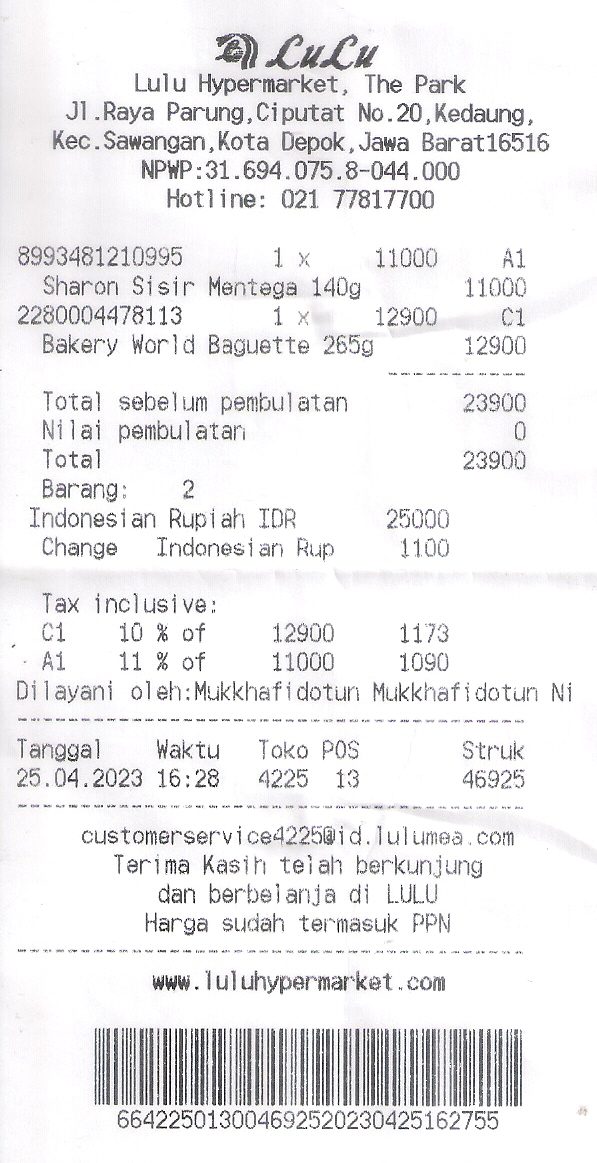 LuLu
Lulu Hypermarket, The Park
Jl.Raya Parung,Ciputat No.20,Kedaung,
Kec.Sawangan,Kota Depok,Jawa Barat16516
NPWP:31.694.075.8-044.000
Hotline: 021 77817700
8993481210995 1 x 11000 A1
Sharon Sisir Mentega 140g 11000
2280004478113 1 x 12900 C1
Bakery World Baguette 265g 12900
Total sebelum pembulatan 23900
Nilai pembulatan 0
Total 23900
Barang: 2
Indonesian Rupiah IDR 25000
Change Indonesian Rup 1100
Tax inclusive:
C1 10 % of 12900 1173
A1 11 % of 11000 1090
Dilayani oleh:Mukkhafidotun Mukkhafidotun Ni
Tanggal Waktu Toko POS Struk
25.04.2023 16:28 4225 13 46925
customerservice4225@id.lulumea.com
Terima Kasih telah berkunjung
dan berbelanja di LULU
Harga sudah termasuk PPN
www.luluhypermarket.com
664225013004692520230425162755